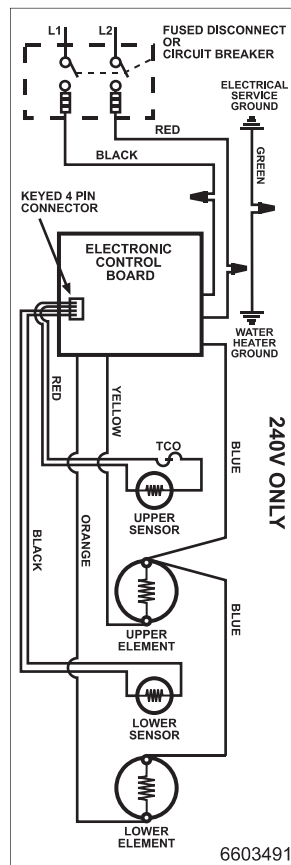 L1
L2
FUSED DISCONNECT
OR
CIRCUIT BREAKER
ELECTRICAL
SERVICE
GROUND
RED
BLACK
GREEN
KEYED 4 PIN
CONNECTOR
ELECTRONIC
CONTROL
BOARD
WATER
HEATER
GROUND
RED
YELLOW
BLUE
240V ONLY
TCO
UPPER
SENSOR
BLACK
ORANGE
UPPER
ELEMENT
BLUE
LOWER
SENSOR
LOWER
ELEMENT
6603491